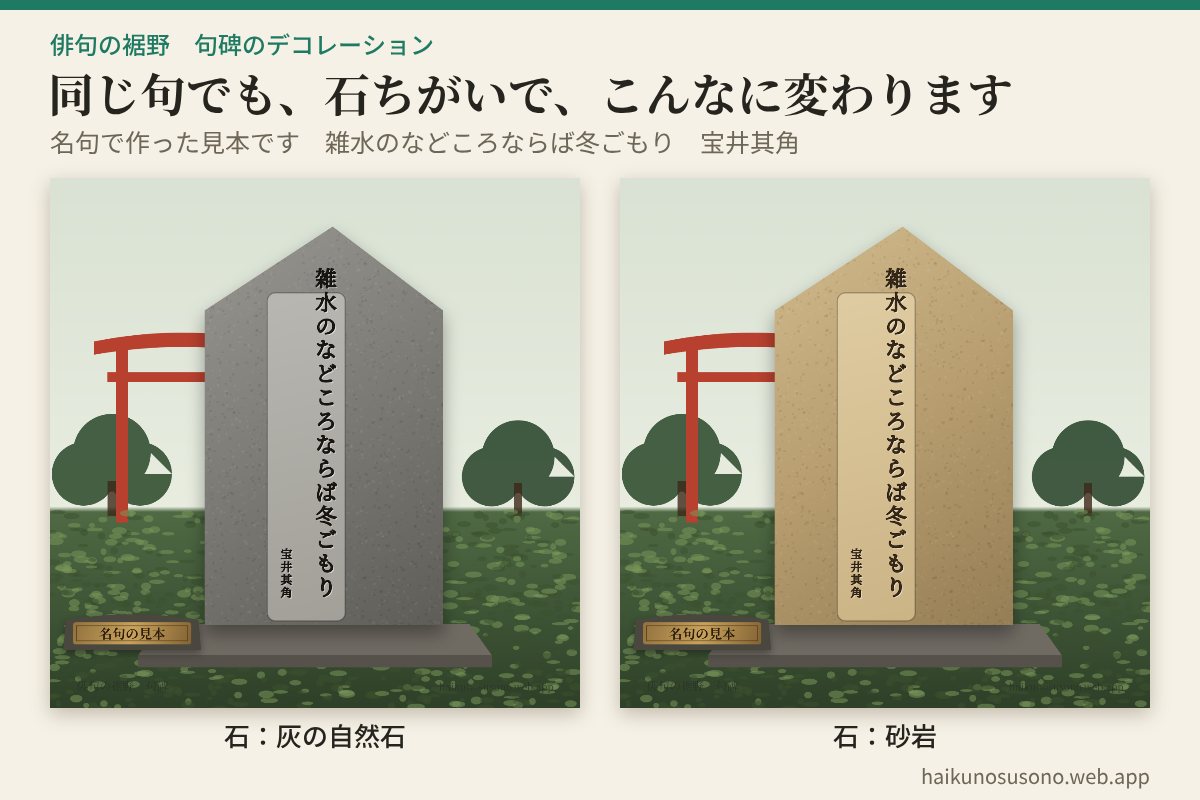 俳句の裾野　句碑のデコレーション
同じ句でも、石ちがいで、こんなに変わります
名句で作った見本です　雑水のなどころならば冬ごもり　宝井其角
雑水のなどころならば冬ごもり
宝井其角
名句の見本
雑水のなどころならば冬ごもり
宝井其角
名句の見本
石：灰の自然石
石：砂岩
haikunosusono.web.app